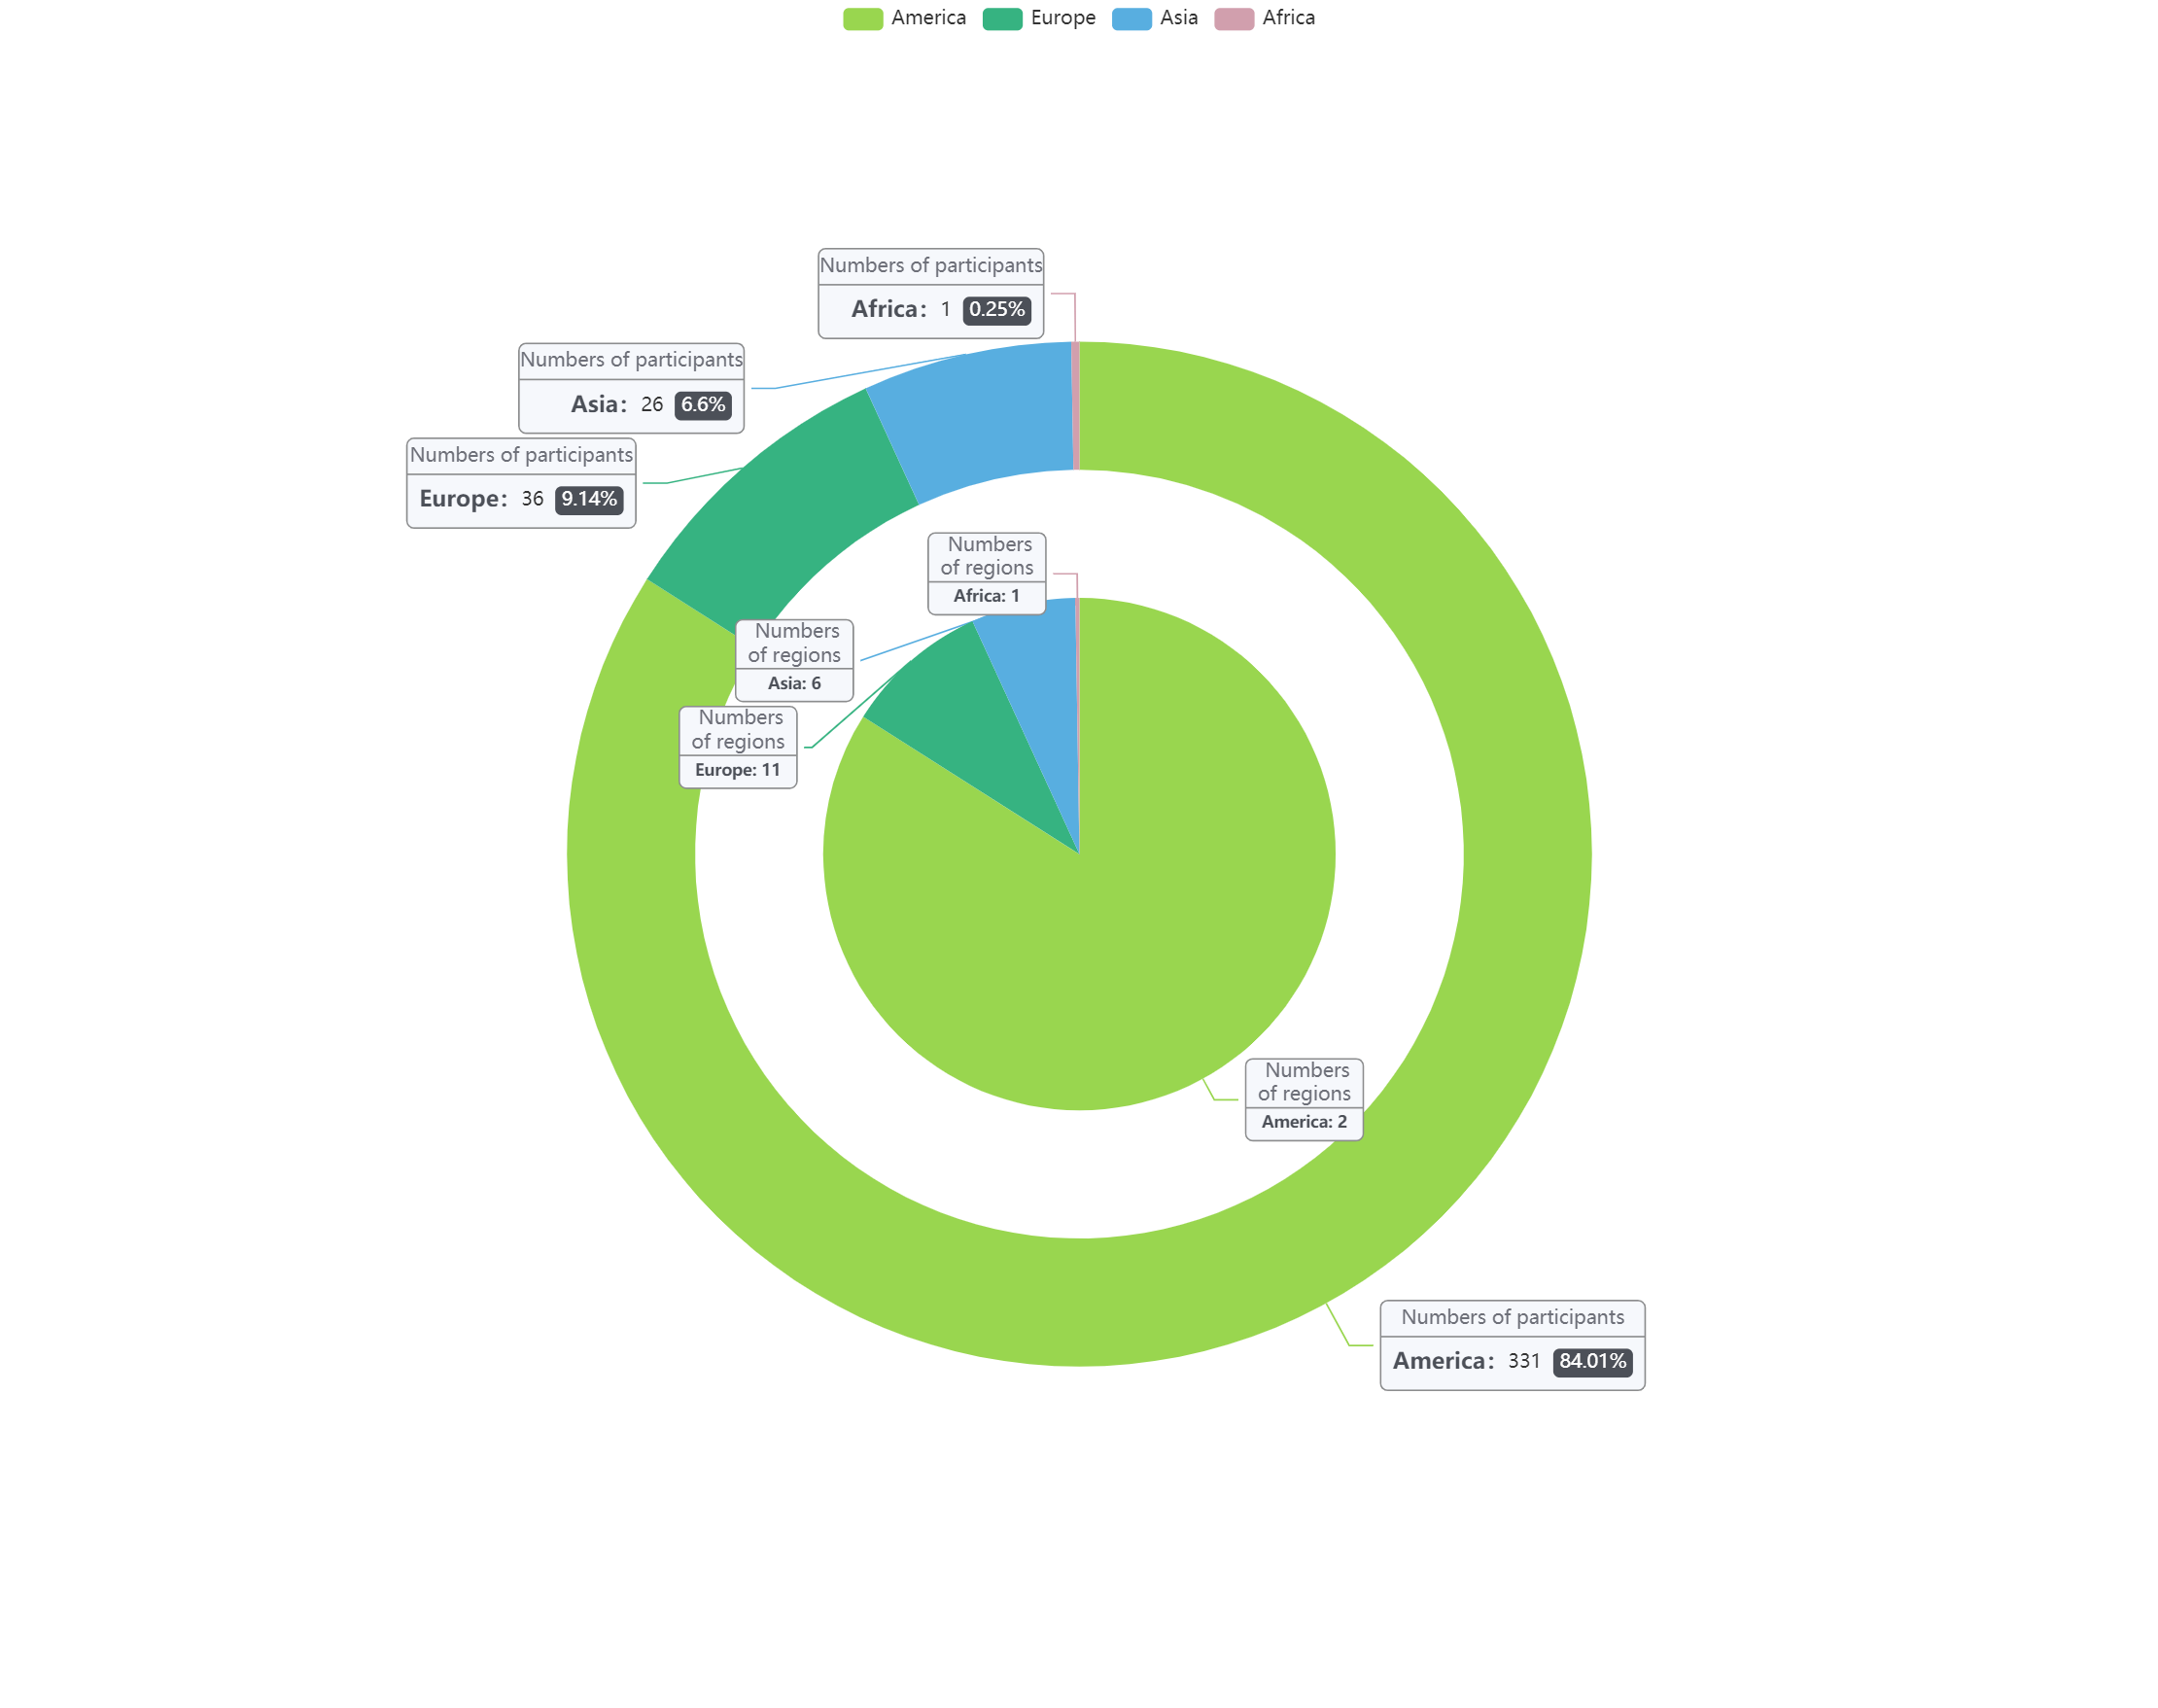 America Europe Asia Africa
Numbers of participants
Africa: 1 0.25%
Numbers of participants
Asia: 26 6.6%
Numbers of participants
Europe: 36 9.14%
Numbers
of regions
Africa: 1
Numbers
of regions
Asia: 6
Numbers
of regions
Europe: 11
Numbers
of regions
America: 2
Numbers of participants
America: 331 84.01%